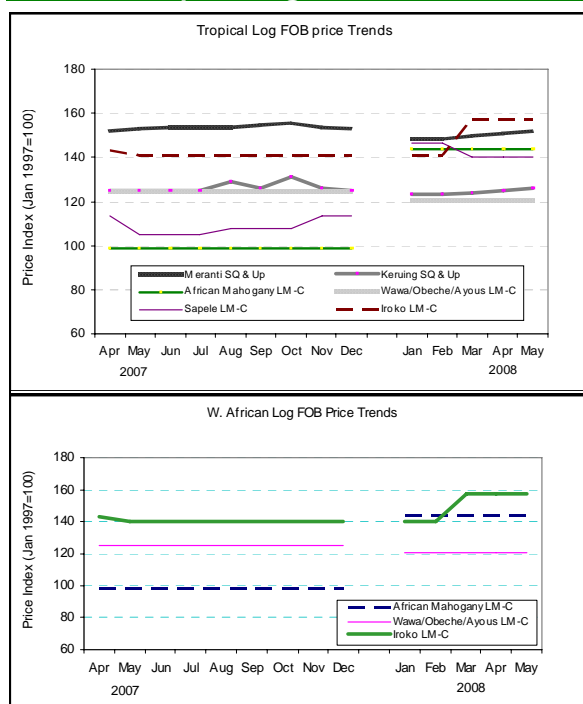 Tropical Log FOB price Trends
Price Index (Jan 1997=100)
180
160
140
120
100
80
60
Meranti SQ & Up
Keruing SQ & Up
African Mahogany LM-C
Wawa/Obeche/Ayous LM-C
Sapele LM-C
Iroko LM-C
Apr May Jun Jul Aug Sep Oct Nov Dec Jan Feb Mar Apr May
2007 2008
W. African Log FOB Price Trends
Price Index (Jan 1997=100)
180
160
140
120
100
80
60
African Mahogany LM-C
Wawa/Obeche/Ayous LM-C
Iroko LM-C
Apr May Jun Jul Aug Sep Oct Nov Dec Jan Feb Mar Apr May
2007 2008